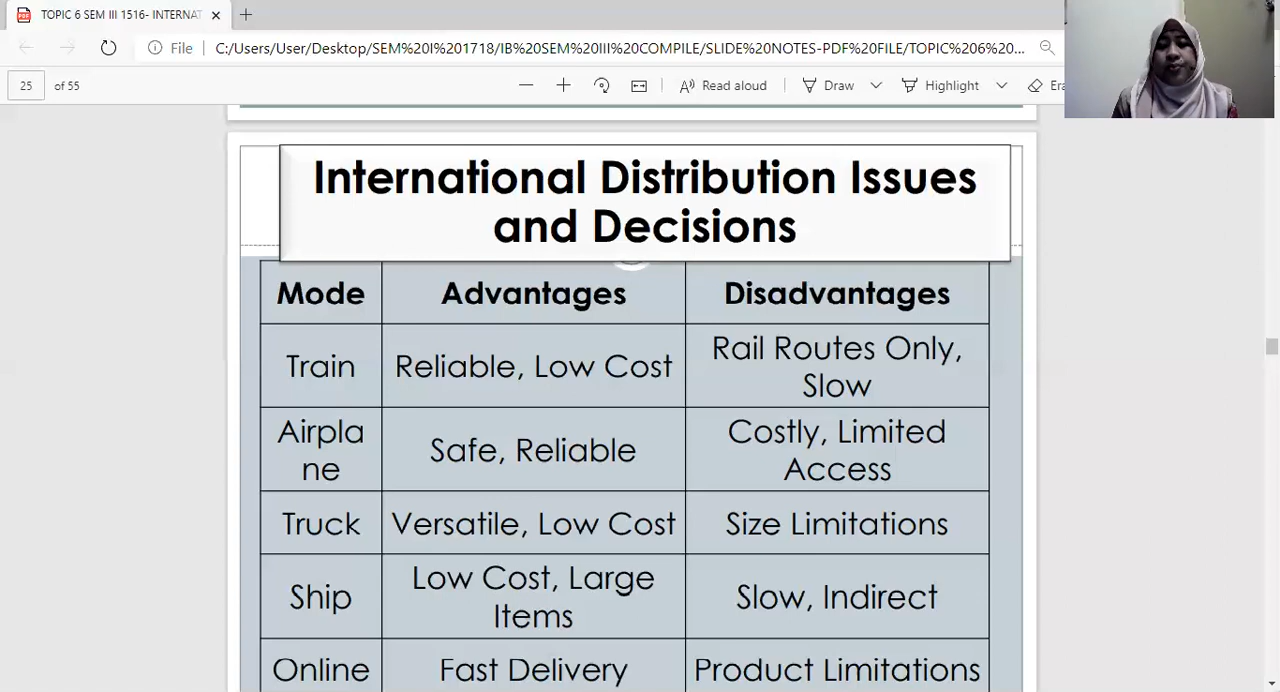 TOPIC 6 SEM III 1516- INTERNAT
File
C:/Users/User/Desktop/SEM%20I%201718/IB%20SEM%20III%20COMPILE/SLIDE%20NOTES-PDF%20FILE/TOPIC%206%20...
25 of 55
Read aloud
Draw
Highlight
Era
International Distribution Issues
and Decisions
Mode Advantages Disadvantages
Train Reliable, Low Cost Rail Routes Only,
Slow
Airpla
ne Safe, Reliable Costly, Limited
Access
Truck Versatile, Low Cost Size Limitations
Ship Low Cost, Large
Items Slow, Indirect
Online Fast Delivery Product Limitations